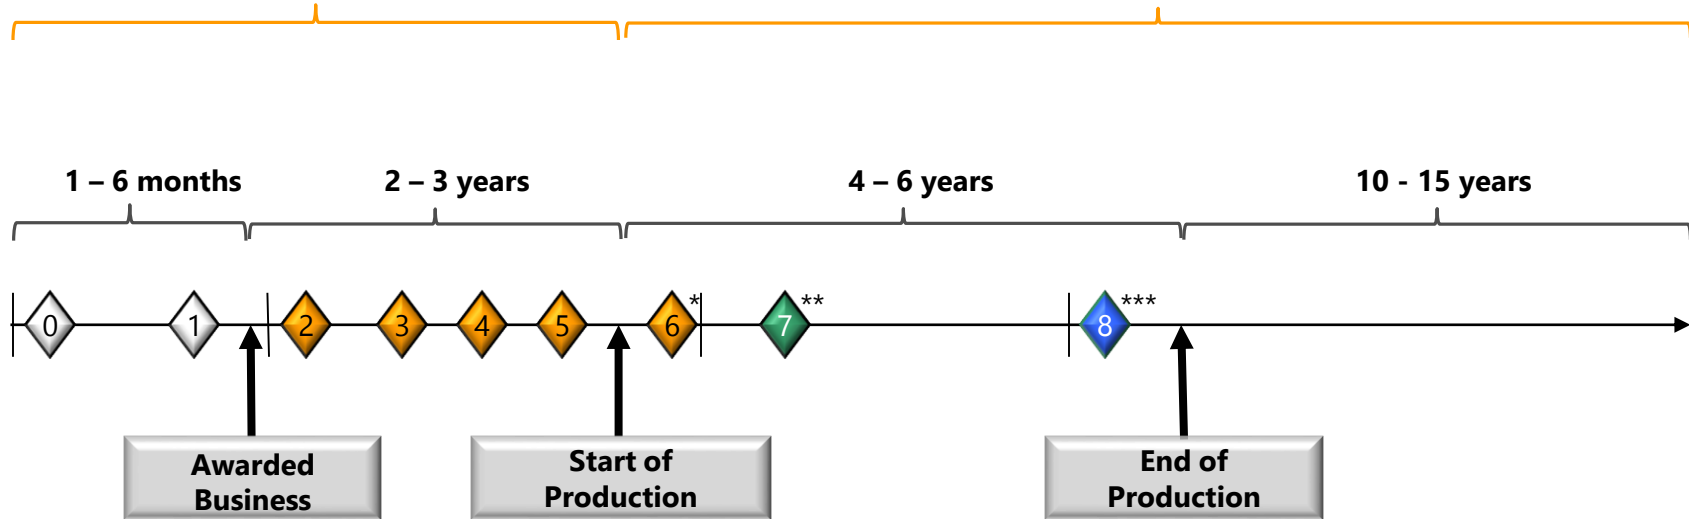 1 – 6 months
2 – 3 years
4 – 6 years
10 - 15 years
0
1
2
3
4
5
6
*
7
**
8
***
Awarded
Business
Start of
Production
End of
Production